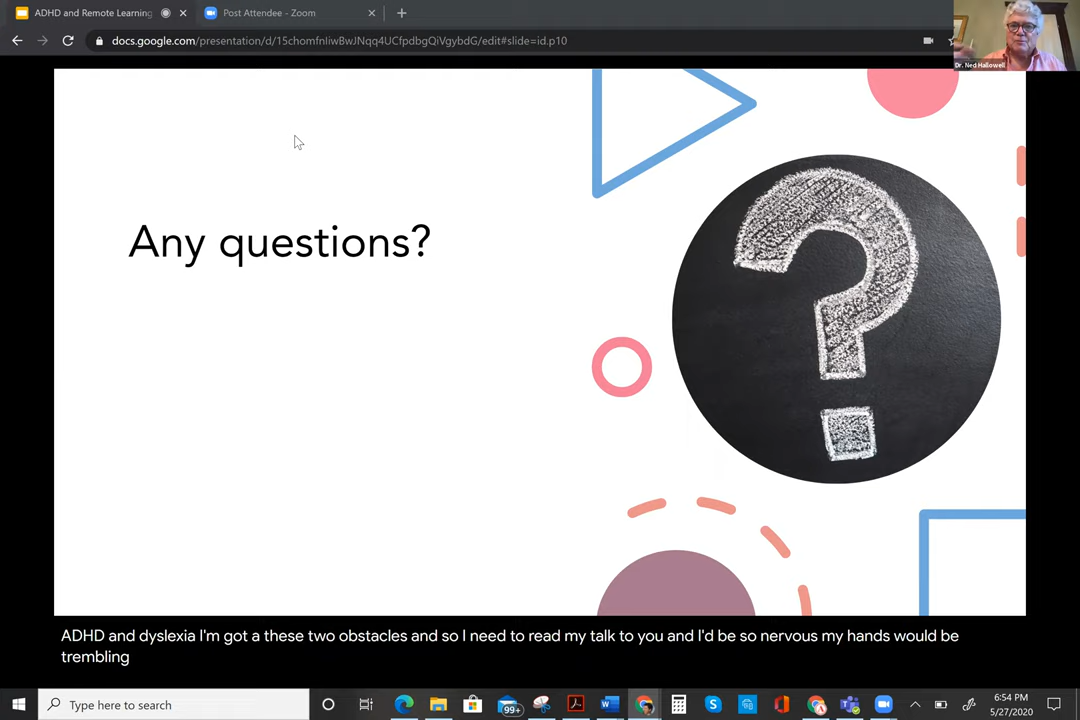 ADHD and Remote Learning
Post Attendee - Zoom
docs.google.com/presentation/d/15chomfnIiwBwJNqq4UCfpdbgQiVgybdG/edit#slide=id.p10
Dr. Ned Hallowell
Any questions?
?
ADHD and dyslexia I'm got a these two obstacles and so I need to read my talk to you and I'd be so nervous my hands would be
trembling
Type here to search
99+
6:54 PM
5/27/2020